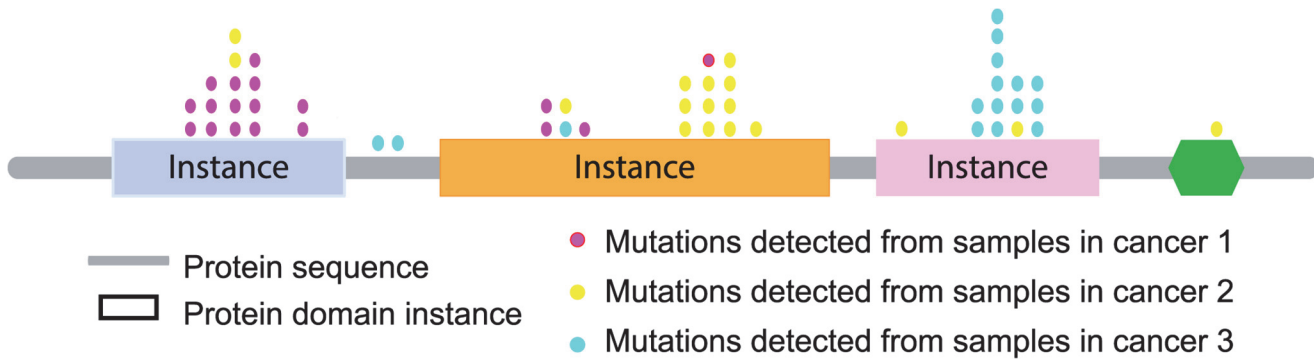 Instance
Instance
Instance
Protein sequence
Protein domain instance
Mutations detected from samples in cancer 1
Mutations detected from samples in cancer 2
Mutations detected from samples in cancer 3